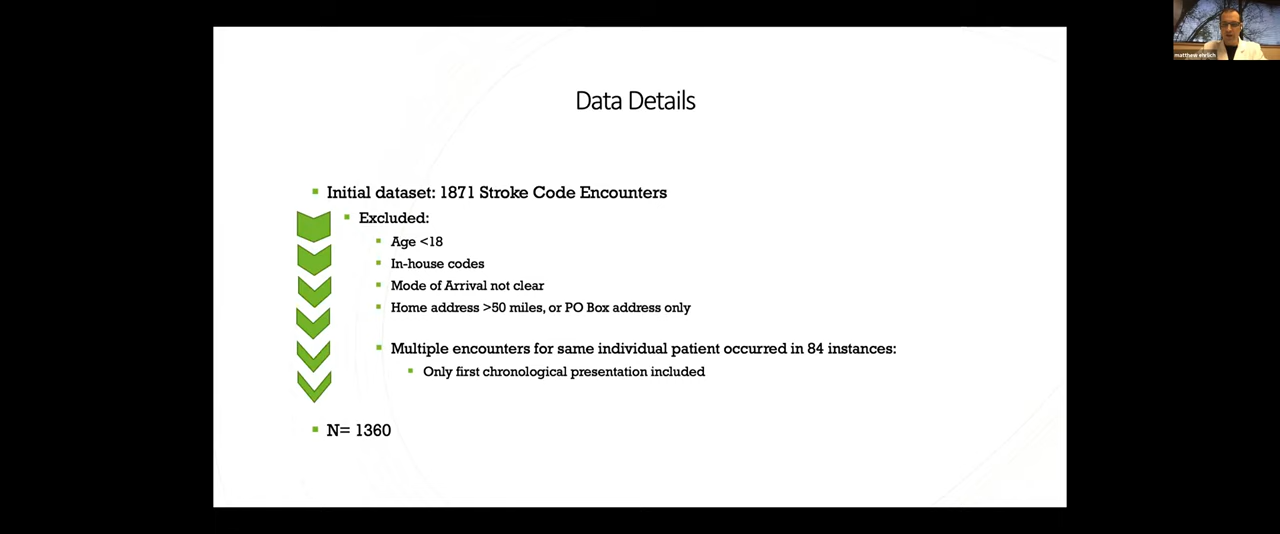 matthew ehrlich
Data Details
Initial dataset: 1871 Stroke Code Encounters
Excluded:
Age <18
In-house codes
Mode of Arrival not clear
Home address >50 miles, or PO Box address only
Multiple encounters for same individual patient occurred in 84 instances:
Only first chronological presentation included
N= 1360